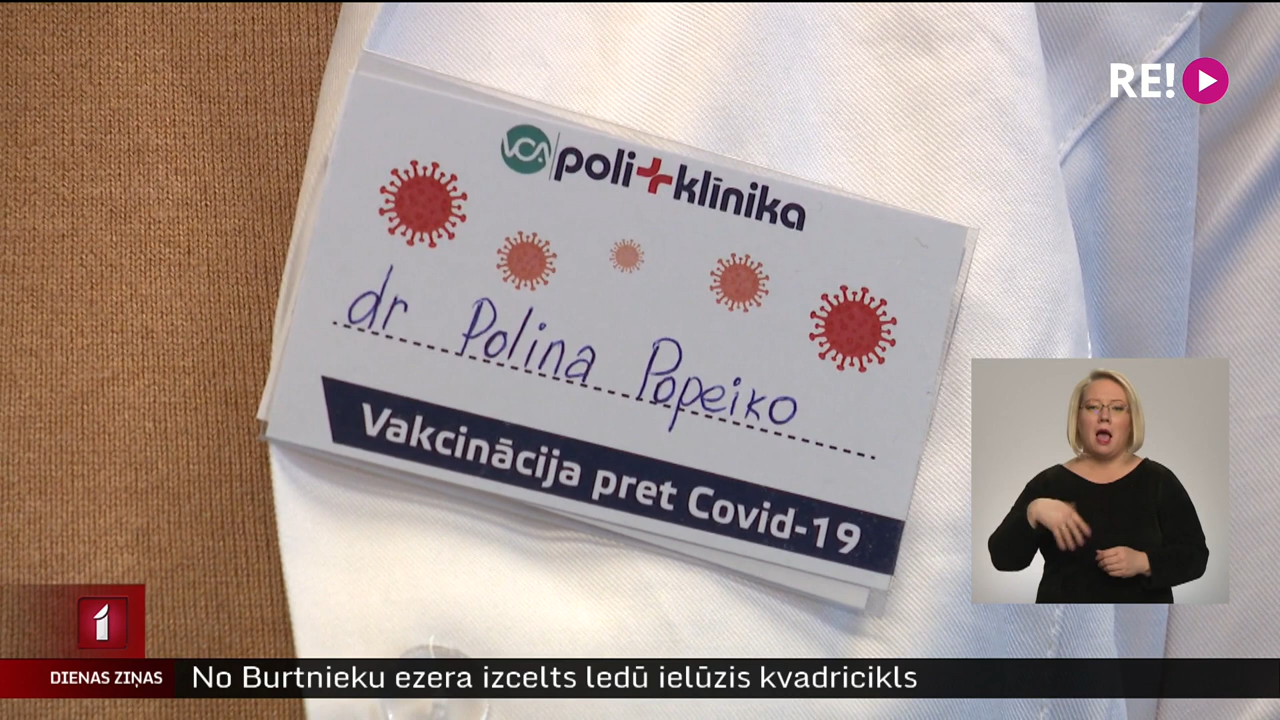 RE!
VCA poli klīnika
dr Polina Popeiko
Vakcinācija pret Covid-19
1
DIENAS ZIŅAS No Burtnieku ezera izcelts ledū ielūzis kvadricikls